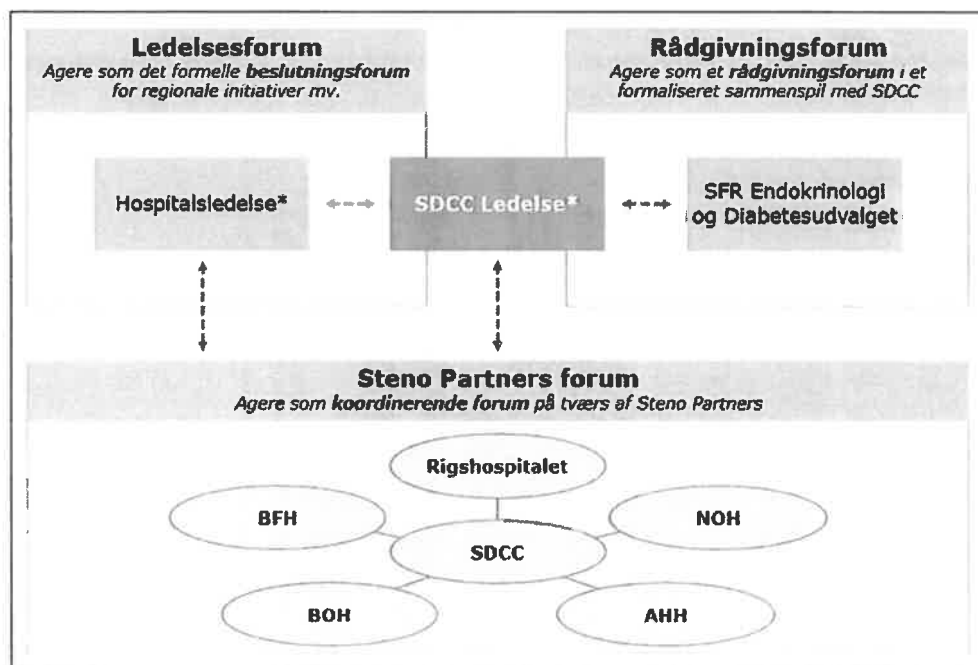 Ledelsesforum
Agere som det formelle beslutningsforum
for regionale initiativer mv.
Rådgivningsforum
Agere som et rådgivningsforum i et
formaliseret sammenspil med SDCC
Hospitalsledelse*
SDCC Ledelse*
SFR Endokrinologi
og Diabetesudvalget
Steno Partners forum
Agere som koordinerende forum på tværs af Steno Partners
Rigshospitalet
BFH
NOH
SDCC
BOH
AHH